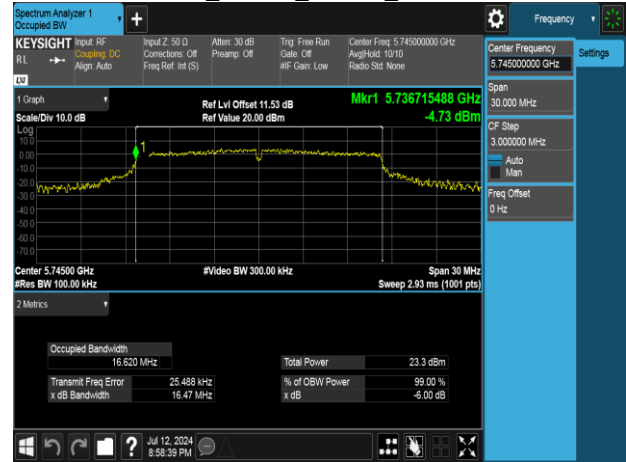 Spectrum Analyzer 1
Occupied BW
Frequency
KEYSIGHT
R L
Input: RF
Coupling: DC
Align: Auto
Input Z: 50 Ω
Corrections: Off
Freq Ref: Int (S)
Atten: 30 dB
Preamp: Off
Trig: Free Run
Gate: Off
#IF Gain: Low
Center Freq: 5.745000000 GHz
Avg|Hold: 10/10
Radio Std: None
LXI
Center Frequency
5.745000000 GHz
Settings
Span
30.000 MHz
CF Step
3.000000 MHz
Auto
Man
Freq Offset
0 Hz
1 Graph
Scale/Div 10.0 dB
Ref Lvl Offset 11.53 dB
Ref Value 20.00 dBm
Mkr1 5.736715488 GHz
-4.73 dBm
Log
10.0
0.00
-10.0
-20.0
-30.0
-40.0
-50.0
-60.0
-70.0
1
Center 5.74500 GHz
#Res BW 100.00 kHz
#Video BW 300.00 kHz
Span 30 MHz
Sweep 2.93 ms (1001 pts)
2 Metrics
Occupied Bandwidth
16.620 MHz
Total Power 23.3 dBm
Transmit Freq Error 25.488 kHz
% of OBW Power 99.00 %
x dB Bandwidth 16.47 MHz
x dB -6.00 dB
?
Jul 12, 2024
8:58:39 PM